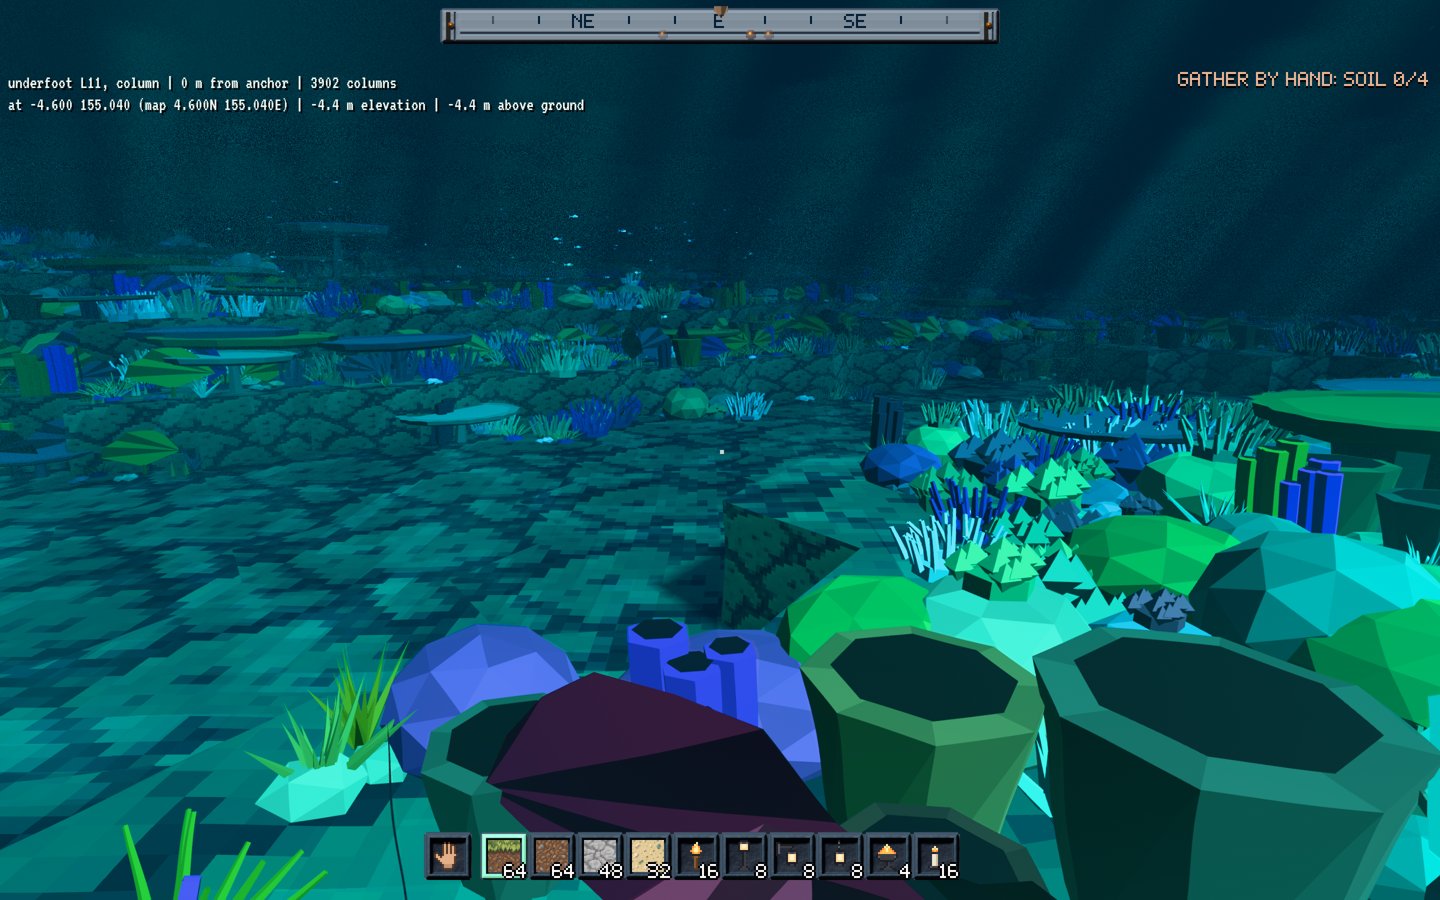 NE E SE
underfoot L11, column | 0 m from anchor | 3902 columns
GATHER BY HAND: SOIL 0/4
at -4.600 155.040 (map 4.600N 155.040E) | -4.4 m elevation | -4.4 m above ground
64 64 48 32 16 8 8 8 4 16